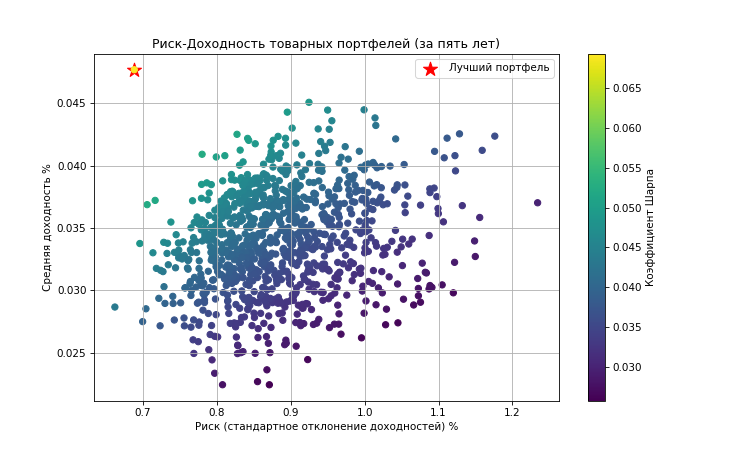 Риск-Доходность товарных портфелей (за пять лет)
Лучший портфель
Средняя доходность %
0.045
0.040
0.035
0.030
0.025
0.7 0.8 0.9 1.0 1.1 1.2
Риск (стандартное отклонение доходностей) %
0.065
0.060
0.055
0.050
0.045
0.040
0.035
0.030
Коэффициент Шарпа